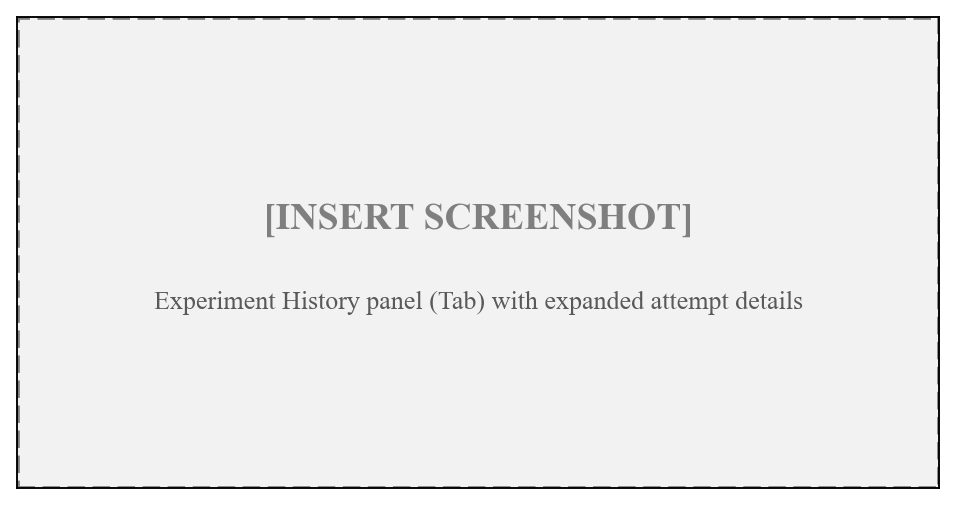 [INSERT SCREENSHOT]
Experiment History panel (Tab) with expanded attempt details